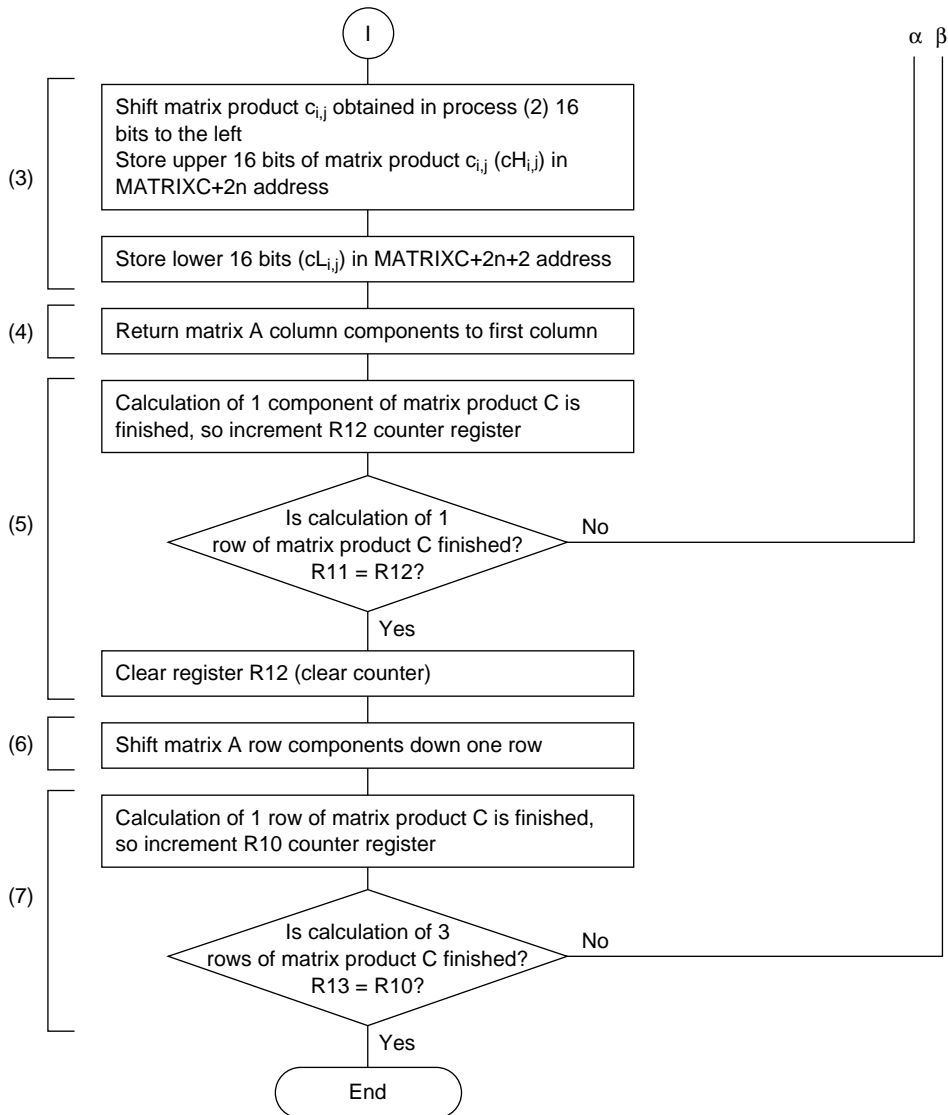 I
α β
Shift matrix product ci,j obtained in process (2) 16
bits to the left
Store upper 16 bits of matrix product ci,j (cHi,j) in
MATRIXC+2n address
(3)
Store lower 16 bits (cLi,j) in MATRIXC+2n+2 address
(4)
Return matrix A column components to first column
Calculation of 1 component of matrix product C is
finished, so increment R12 counter register
(5)
Is calculation of 1
row of matrix product C finished?
R11 = R12?
No
Yes
Clear register R12 (clear counter)
(6)
Shift matrix A row components down one row
Calculation of 1 row of matrix product C is finished,
so increment R10 counter register
(7)
Is calculation of 3
rows of matrix product C finished?
R13 = R10?
No
Yes
End